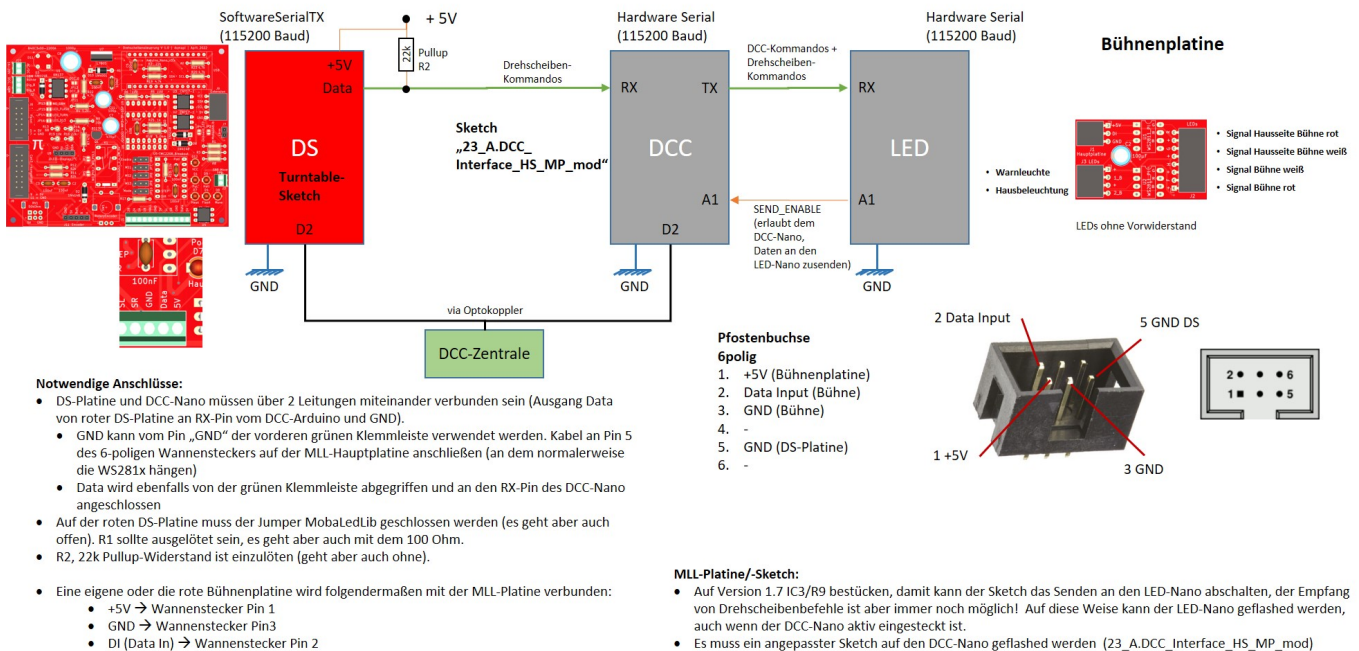 SoftwareSerialTX
(115200 Baud)
+ 5V
22k
Pullup
R2
Hardware Serial
(115200 Baud)
Hardware Serial
(115200 Baud)
Bühnenplatine
+5V
Data
DS
Turntable-
Sketch
D2
Drehscheiben-
Kommandos
Sketch
„23_A.DCC_
Interface_HS_MP_mod“
RX
TX
DCC
A1
D2
DCC-Kommandos +
Drehscheiben-
Kommandos
RX
LED
A1
SEND_ENABLE
(erlaubt dem
DCC-Nano,
Daten an den
LED-Nano zusenden)
GND
GND
GND
via Optokoppler
DCC-Zentrale
• Warnleuchte
• Hausbeleuchtung
• Signal Hausseite Bühne rot
• Signal Hausseite Bühne weiß
• Signal Bühne weiß
• Signal Bühne rot
LEDs ohne Vorwiderstand
π
100nF
SR
GND
Data
5V
Pfostenbuchse
6polig
1. +5V (Bühnenplatine)
2. Data Input (Bühne)
3. GND (Bühne)
4. -
5. GND (DS-Platine)
6. -
2 Data Input
5 GND DS
1 +5V
3 GND
2
6
1
5
Notwendige Anschlüsse:
• DS-Platine und DCC-Nano müssen über 2 Leitungen miteinander verbunden sein (Ausgang Data
von roter DS-Platine an RX-Pin vom DCC-Arduino und GND).
• GND kann vom Pin „GND“ der vorderen grünen Klemmleiste verwendet werden. Kabel an Pin 5
des 6-poligen Wannensteckers auf der MLL-Hauptplatine anschließen (an dem normalerweise
die WS281x hängen)
• Data wird ebenfalls von der grünen Klemmleiste abgegriffen und an den RX-Pin des DCC-Nano
angeschlossen
• Auf der roten DS-Platine muss der Jumper MobaLedLib geschlossen werden (es geht aber auch
offen). R1 sollte ausgelötet sein, es geht aber auch mit dem 100 Ohm.
• R2, 22k Pullup-Widerstand ist einzulöten (geht aber auch ohne).
• Eine eigene oder die rote Bühnenplatine wird folgendermaßen mit der MLL-Platine verbunden:
• +5V → Wannenstecker Pin 1
• GND → Wannenstecker Pin3
• DI (Data In) → Wannenstecker Pin 2
MLL-Platine/-Sketch:
• Auf Version 1.7 IC3/R9 bestücken, damit kann der Sketch das Senden an den LED-Nano abschalten, der Empfang
von Drehscheibenbefehle ist aber immer noch möglich! Auf diese Weise kann der LED-Nano geflashed werden,
auch wenn der DCC-Nano aktiv eingesteckt ist.
• Es muss ein angepasster Sketch auf den DCC-Nano geflashed werden (23_A.DCC_Interface_HS_MP_mod)